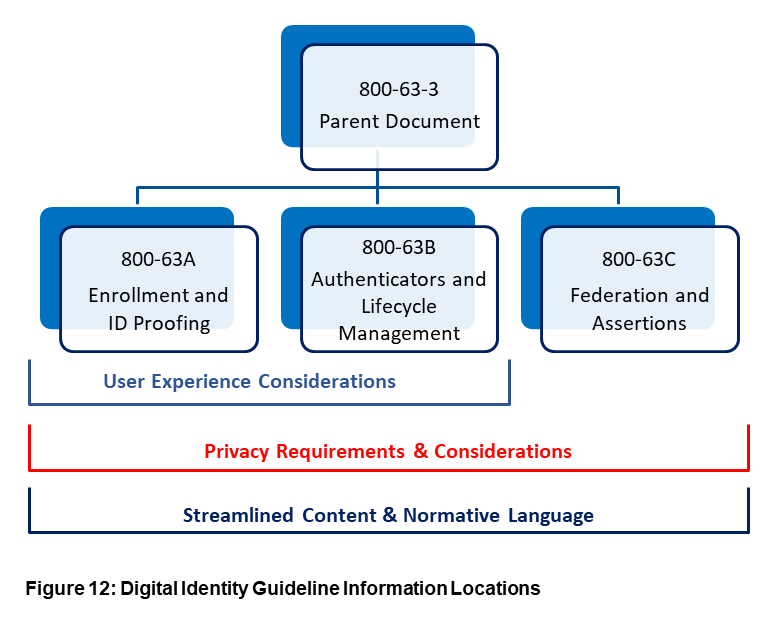 800-63-3
Parent Document
800-63A
Enrollment and
ID Proofing
800-63B
Authenticators and
Lifecycle
Management
800-63C
Federation and
Assertions
User Experience Considerations
Privacy Requirements & Considerations
Streamlined Content & Normative Language
Figure 12: Digital Identity Guideline Information Locations